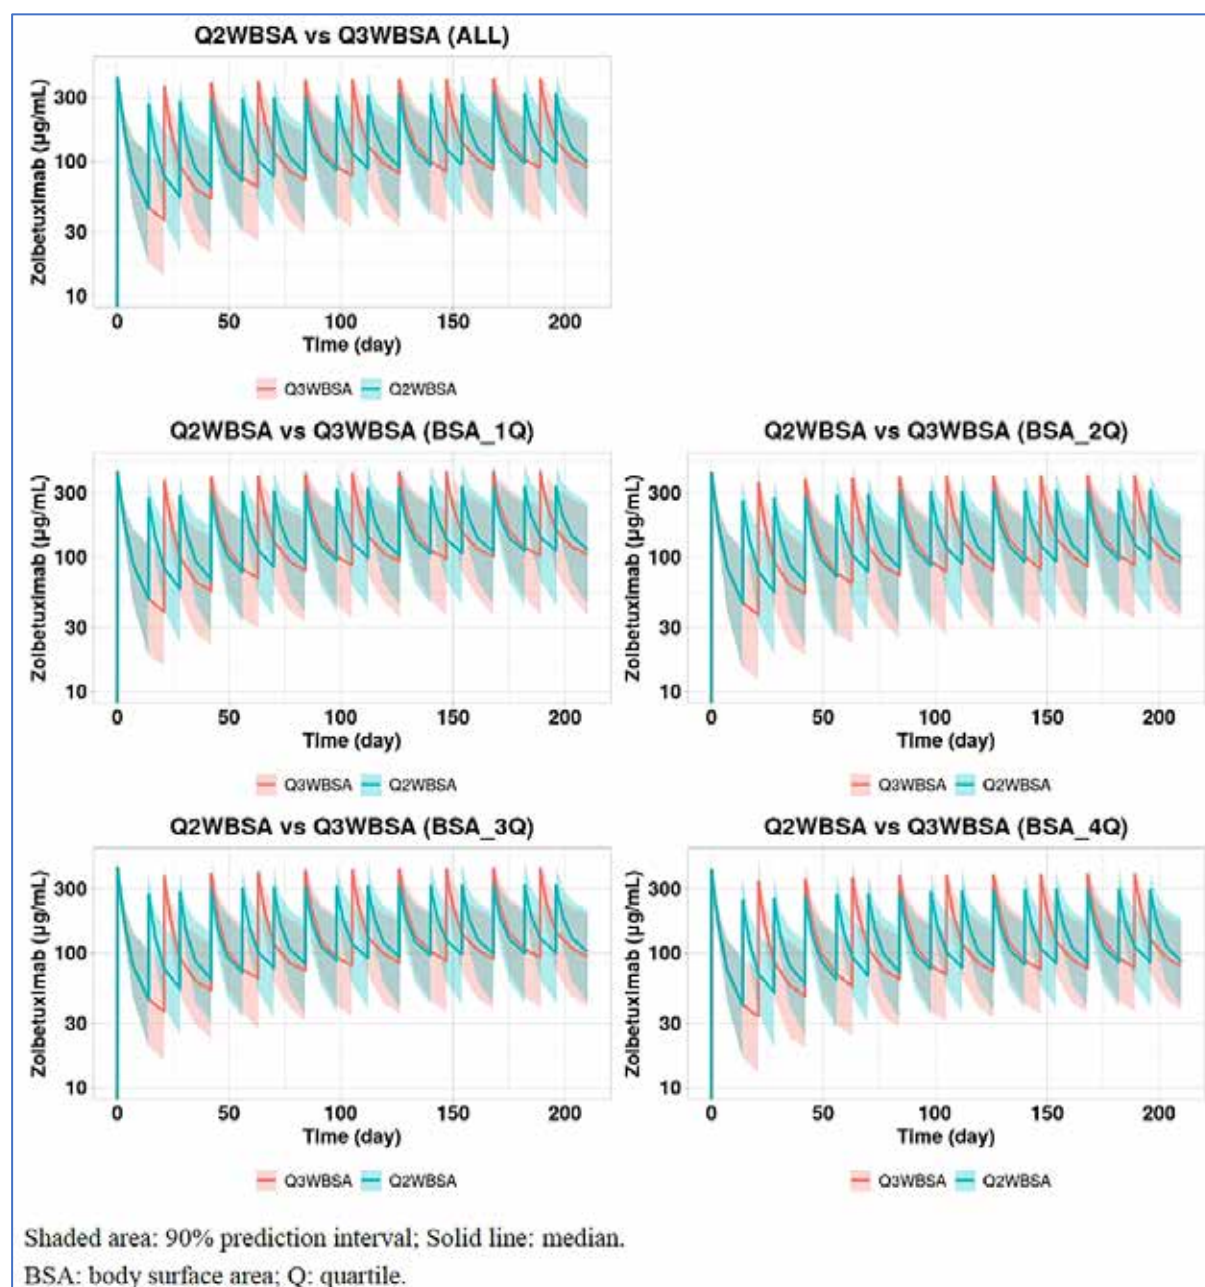 Q2WBSA vs Q3WBSA (ALL)
Zolbetuximab (µg/mL)
300
100
30
10
0 50 100 150 200
Time (day)
Q3WBSA Q2WBSA
Q2WBSA vs Q3WBSA (BSA_1Q)
Zolbetuximab (µg/mL)
300
100
30
10
0 50 100 150 200
Time (day)
Q3WBSA Q2WBSA
Q2WBSA vs Q3WBSA (BSA_2Q)
Zolbetuximab (µg/mL)
300
100
30
10
0 50 100 150 200
Time (day)
Q3WBSA Q2WBSA
Q2WBSA vs Q3WBSA (BSA_3Q)
Zolbetuximab (µg/mL)
300
100
30
10
0 50 100 150 200
Time (day)
Q3WBSA Q2WBSA
Q2WBSA vs Q3WBSA (BSA_4Q)
Zolbetuximab (µg/mL)
300
100
30
10
0 50 100 150 200
Time (day)
Q3WBSA Q2WBSA
Shaded area: 90% prediction interval; Solid line: median.
BSA: body surface area; Q: quartile.